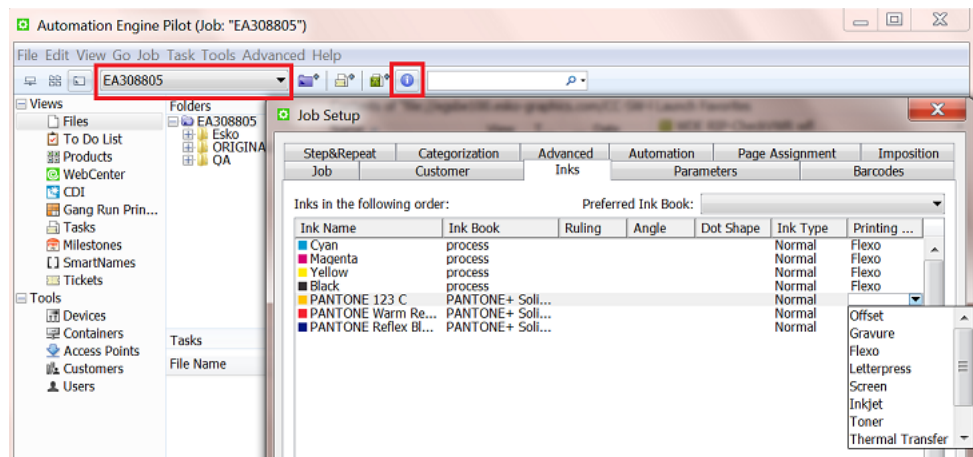 Automation Engine Pilot (Job: "EA308805")
File Edit View Go Job Task Tools Advanced Help
EA308805
Views
Files
To Do List
Products
WebCenter
CDI
Gang Run Prin...
Tasks
Milestones
SmartNames
Tickets
Tools
Devices
Containers
Access Points
Customers
Users
Folders
EA308805
Esko
ORIGINA
QA
Tasks
File Name
Job Setup
Step&Repeat Categorization Advanced Automation Page Assignment Imposition
Job Customer Inks Parameters Barcodes
Inks in the following order: Preferred Ink Book:
Ink Name Ink Book Ruling Angle Dot Shape Ink Type Printing ...
Cyan process Normal Flexo
Magenta process Normal Flexo
Yellow process Normal Flexo
Black process Normal Flexo
PANTONE 123 C PANTONE+ Soli... Normal
PANTONE Warm Re... PANTONE+ Soli... Normal
PANTONE Reflex Bl... PANTONE+ Soli... Normal
Offset
Gravure
Flexo
Letterpress
Screen
Inkjet
Toner
Thermal Transfer